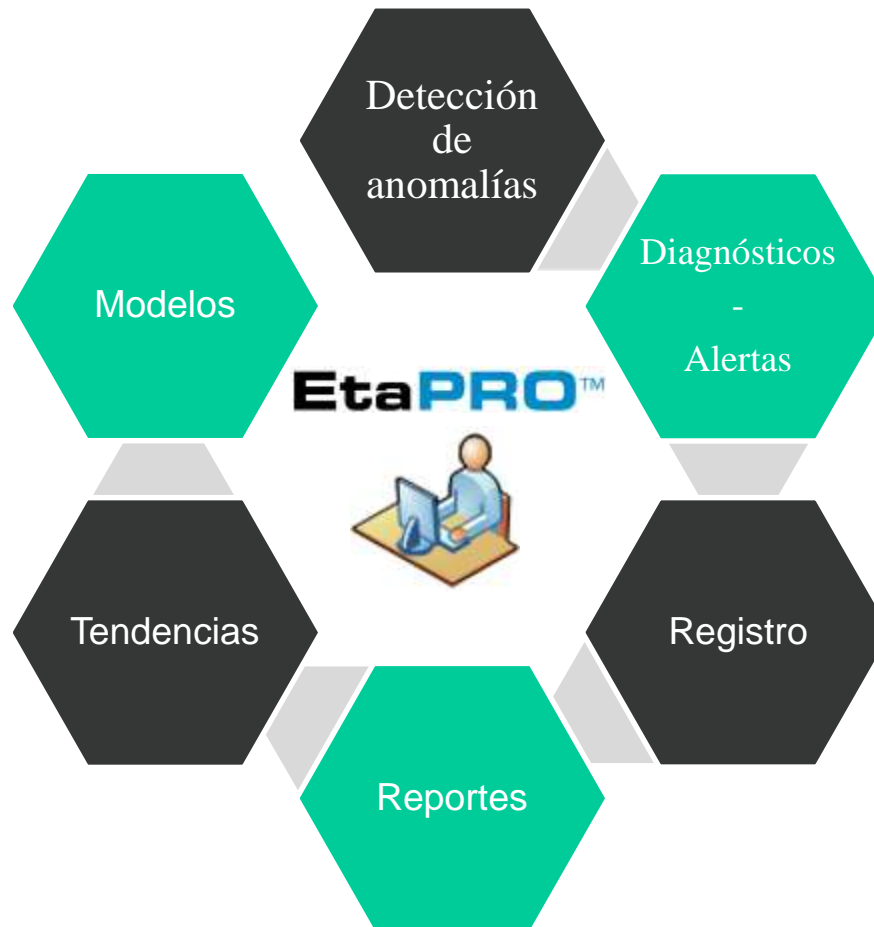 Detección
de
anomalías
Diagnósticos
-
Alertas
Modelos
EtaPRO™
Tendencias
Registro
Reportes